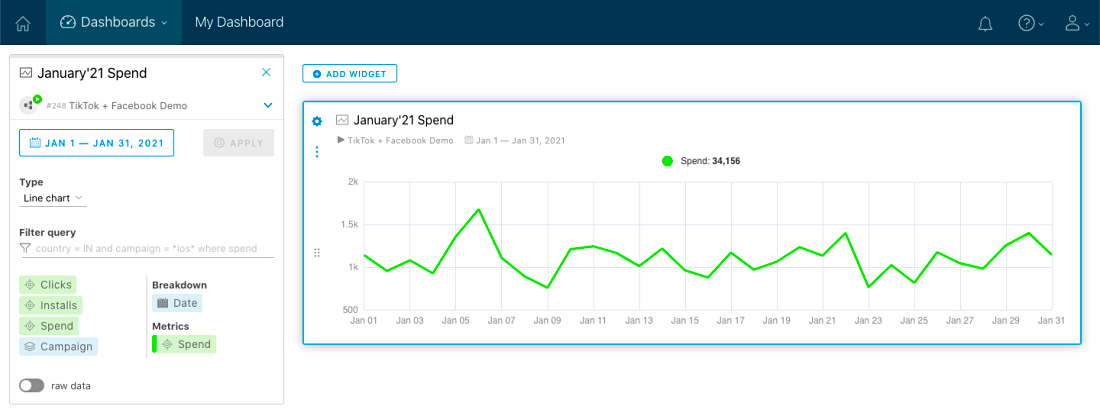 Dashboards
My Dashboard
January'21 Spend
#248 TikTok + Facebook Demo
JAN 1 — JAN 31, 2021
APPLY
Type
Line chart
Filter query
country = IN and campaign = *ios* where spend
Clicks
Installs
Spend
Campaign
Breakdown
Date
Metrics
Spend
raw data
ADD WIDGET
January'21 Spend
TikTok + Facebook Demo Jan 1 — Jan 31, 2021
Spend: 34,156
2k
1.5k
1k
500
Jan 01 Jan 03 Jan 05 Jan 07 Jan 09 Jan 11 Jan 13 Jan 15 Jan 17 Jan 19 Jan 21 Jan 23 Jan 25 Jan 27 Jan 29 Jan 31